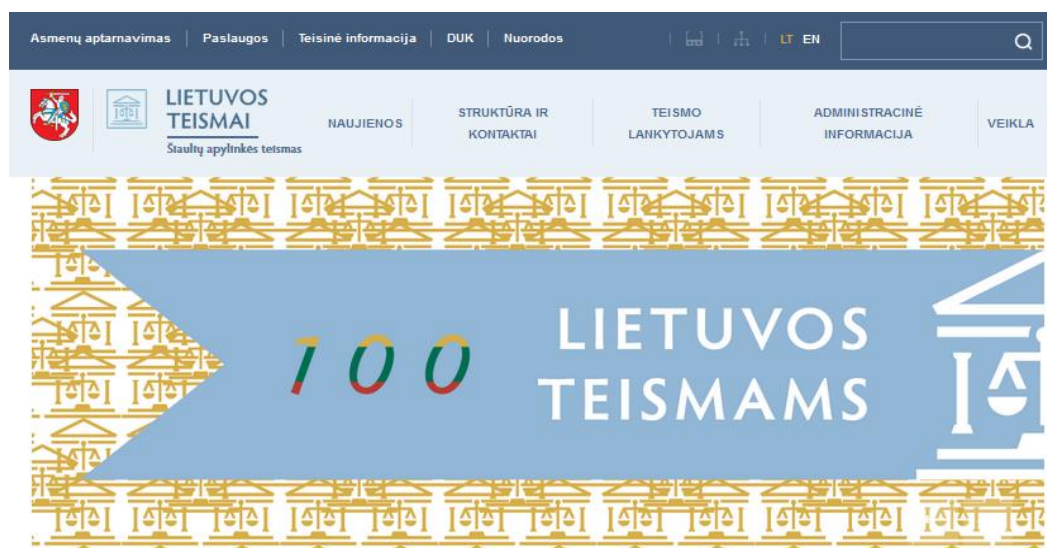 Asmenų aptarnavimas | Paslaugos | Teisinė informacija | DUK | Nuorodos LT EN
LIETUVOS
TEISMAI
Šiaulių apylinkės teismas
NAUJIENOS
STRUKTŪRA IR
KONTAKTAI
TEISMO
LANKYTOJAMS
ADMINISTRACINĖ
INFORMACIJA
VEIKLA
100
LIETUVOS
TEISMAMS